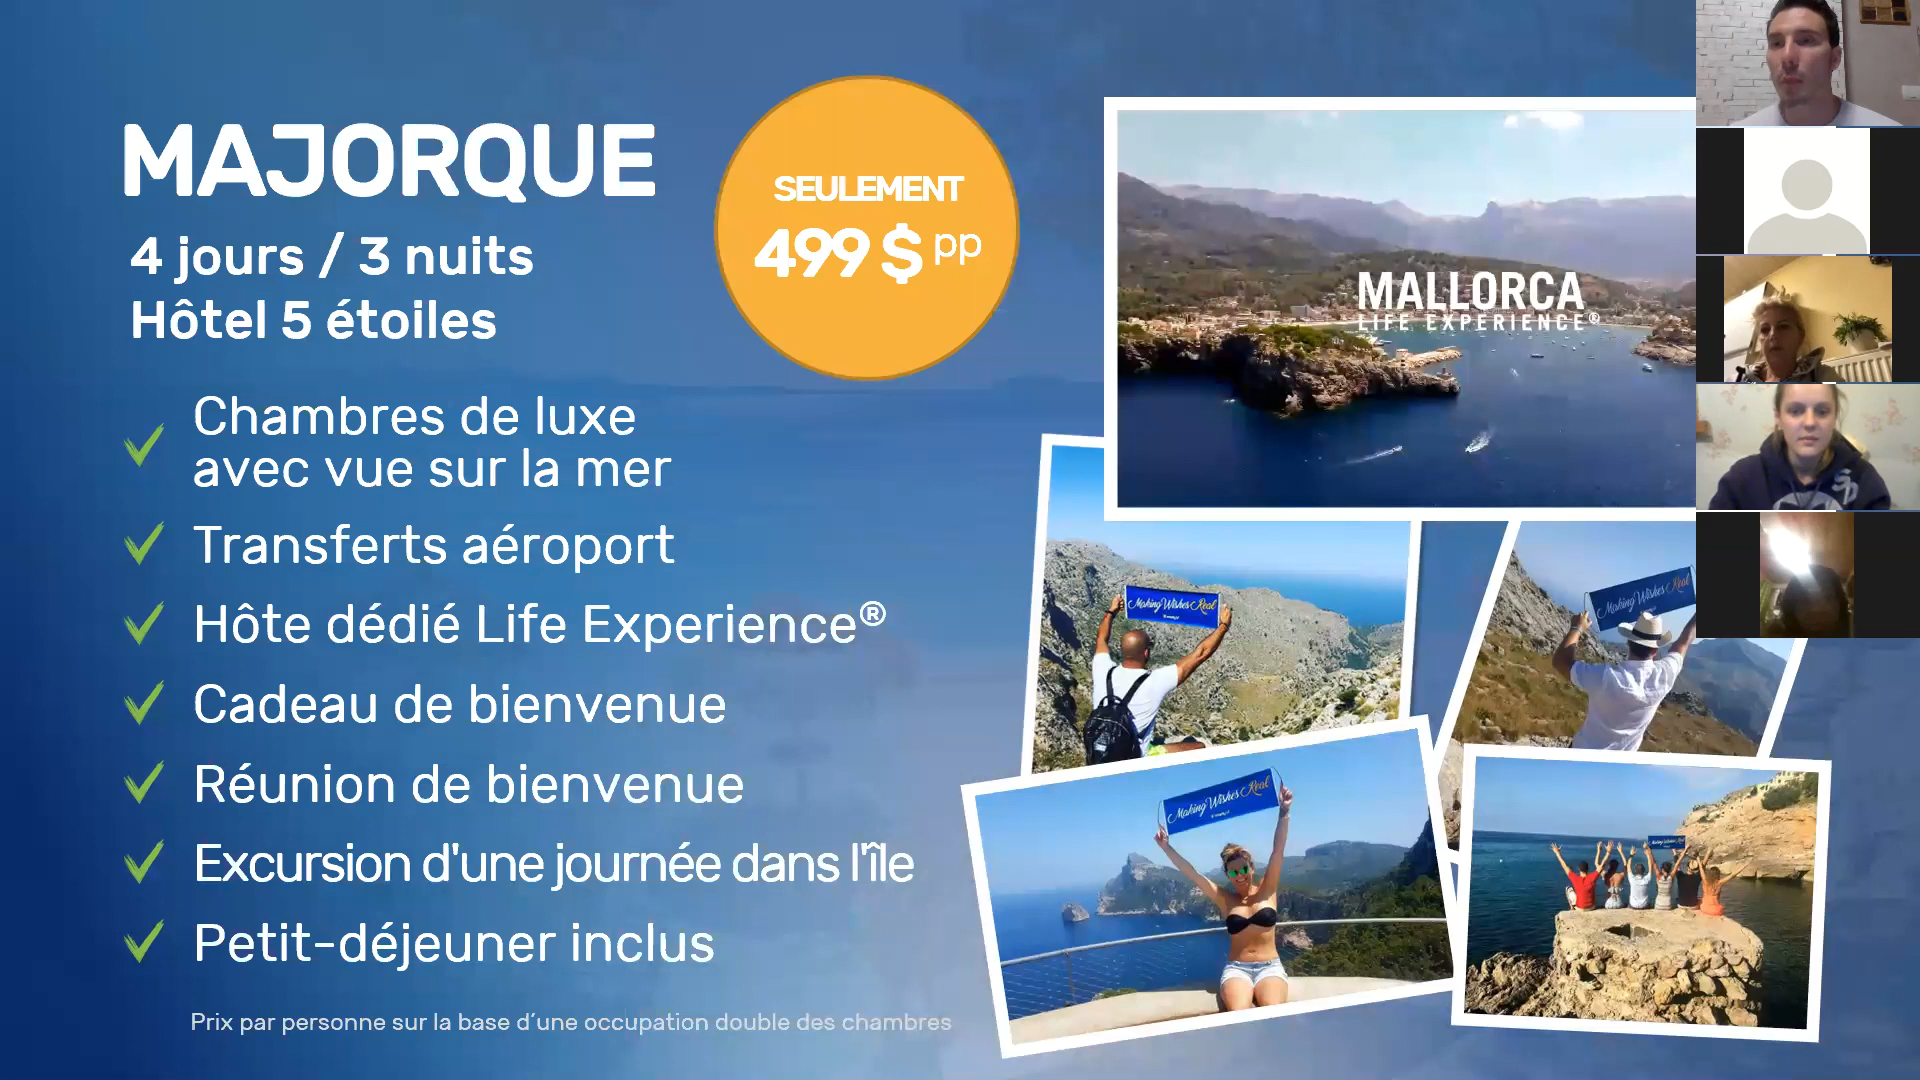 MAJORQUE
4 jours / 3 nuits
Hôtel 5 étoiles
SEULEMENT
499 $ pp
Chambres de luxe
avec vue sur la mer
Transferts aéroport
Hôte dédié Life Experience®
Cadeau de bienvenue
Réunion de bienvenue
Excursion d'une journée dans l'île
Petit-déjeuner inclus
Prix par personne sur la base d'une occupation double des chambres
MALLORCA
LIFE EXPERIENCE®
Making Wishes Real
Making Wishes Real
Making Wishes Real
Making Wishes Real